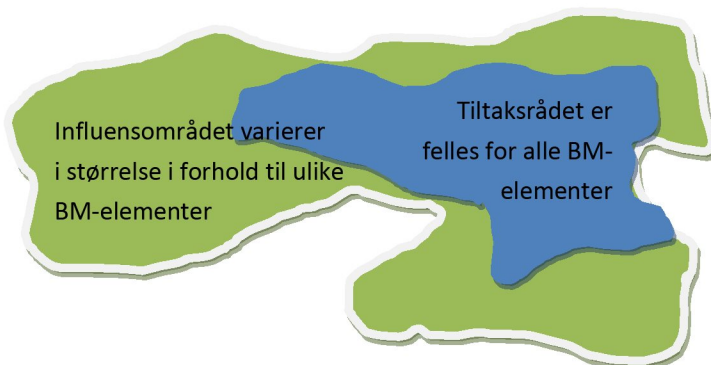 Influensområdet varierer
i størrelse i forhold til ulike
BM-elementer
Tiltaksrådet er
felles for alle BM-
elementer